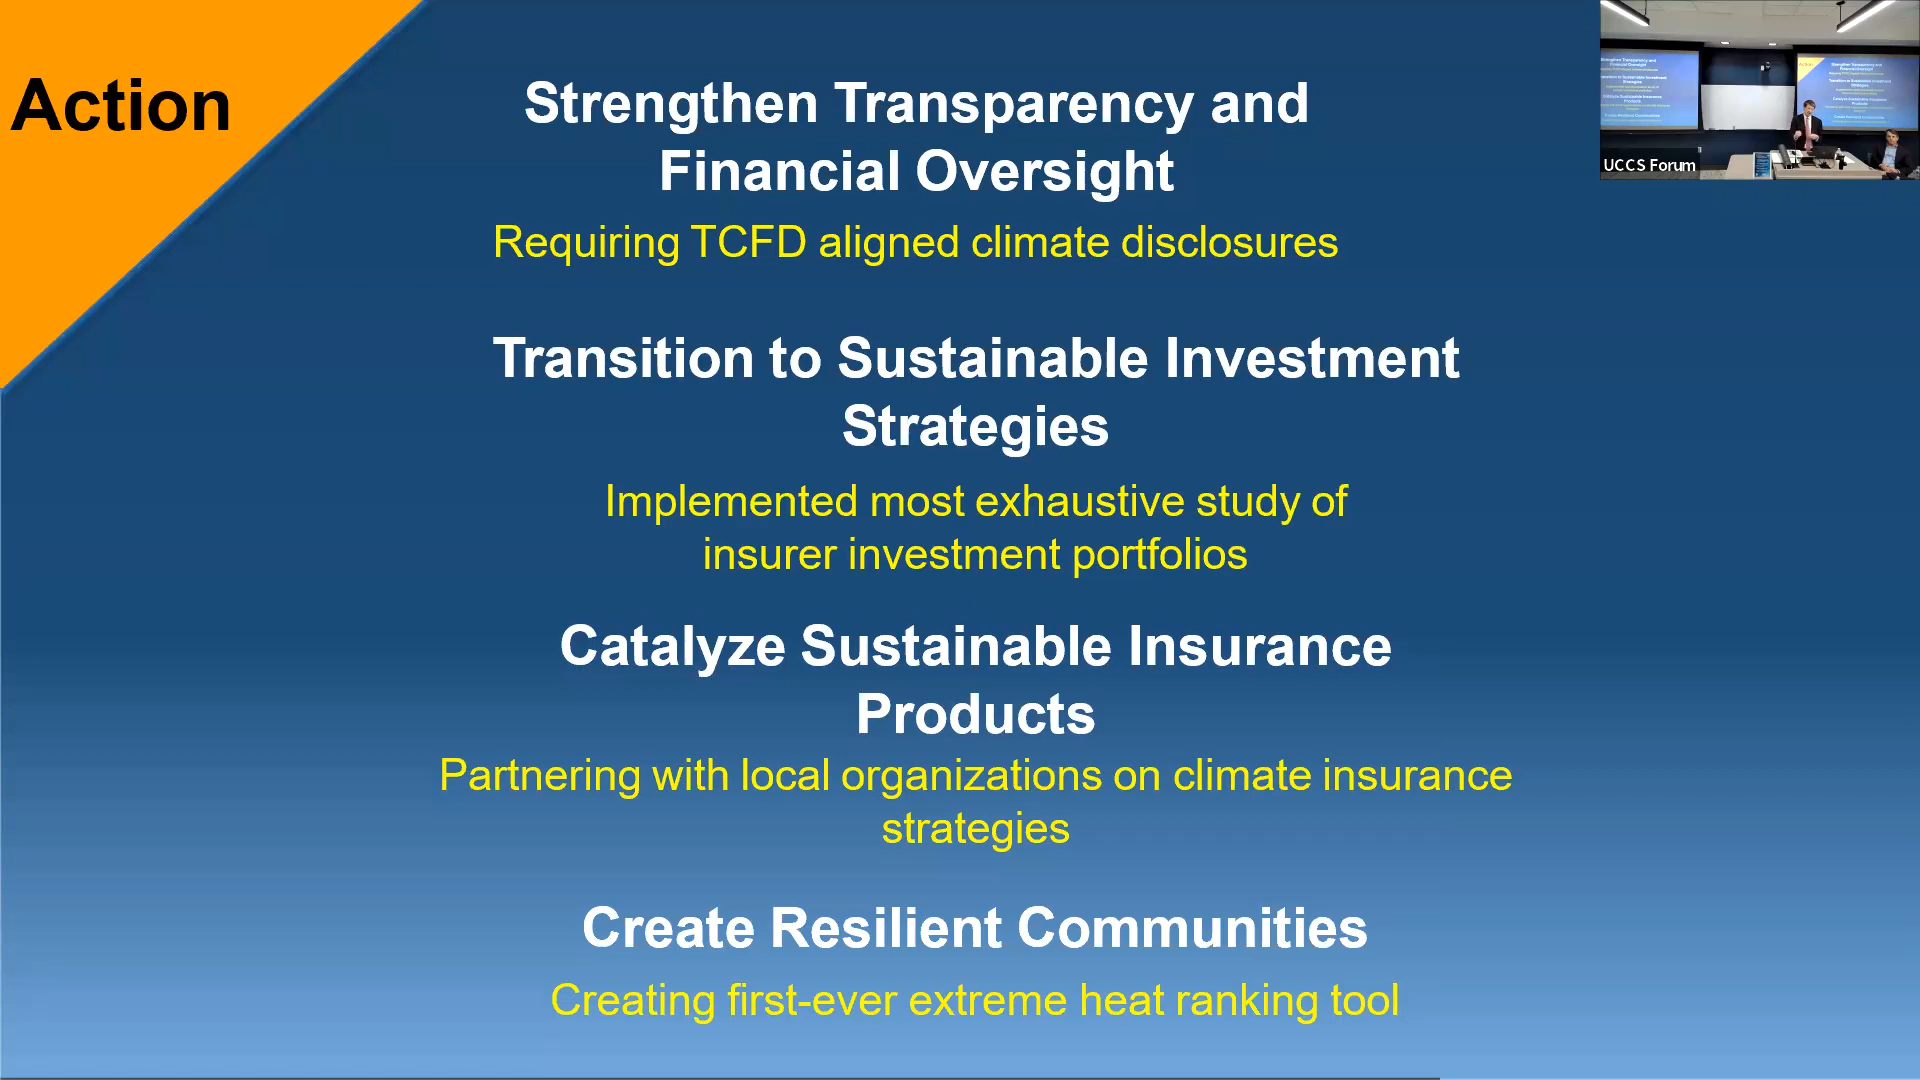 Action
Strengthen Transparency and
Financial Oversight
Requiring TCFD aligned climate disclosures
Transition to Sustainable Investment
Strategies
Implemented most exhaustive study of
insurer investment portfolios
Catalyze Sustainable Insurance
Products
Partnering with local organizations on climate insurance
strategies
Create Resilient Communities
Creating first-ever extreme heat ranking tool
UCCS Forum